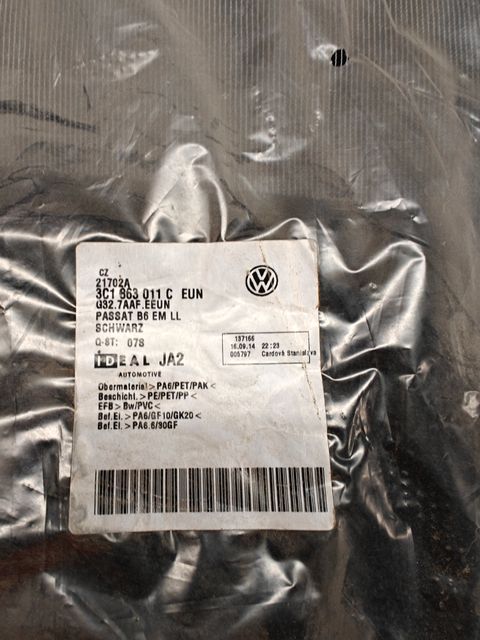 CZ
21702A
3C1 863 011 C EUN
G32.7AAF.EEUN
PASSAT B6 EM LL
SCHWARZ
Q-ST: 07S
IDEAL JA2
AUTOMOTIVE
137166
16.09.14 22:23
005797 Cardová Stanislava
Obermaterial>PA6/PET/PAK<
Beschicht.>PE/PET/PP<
EFB>Bw/PVC<
Bef.El.>PA6/GF10/GK20<
Bef.El.>PA6.6/30GF